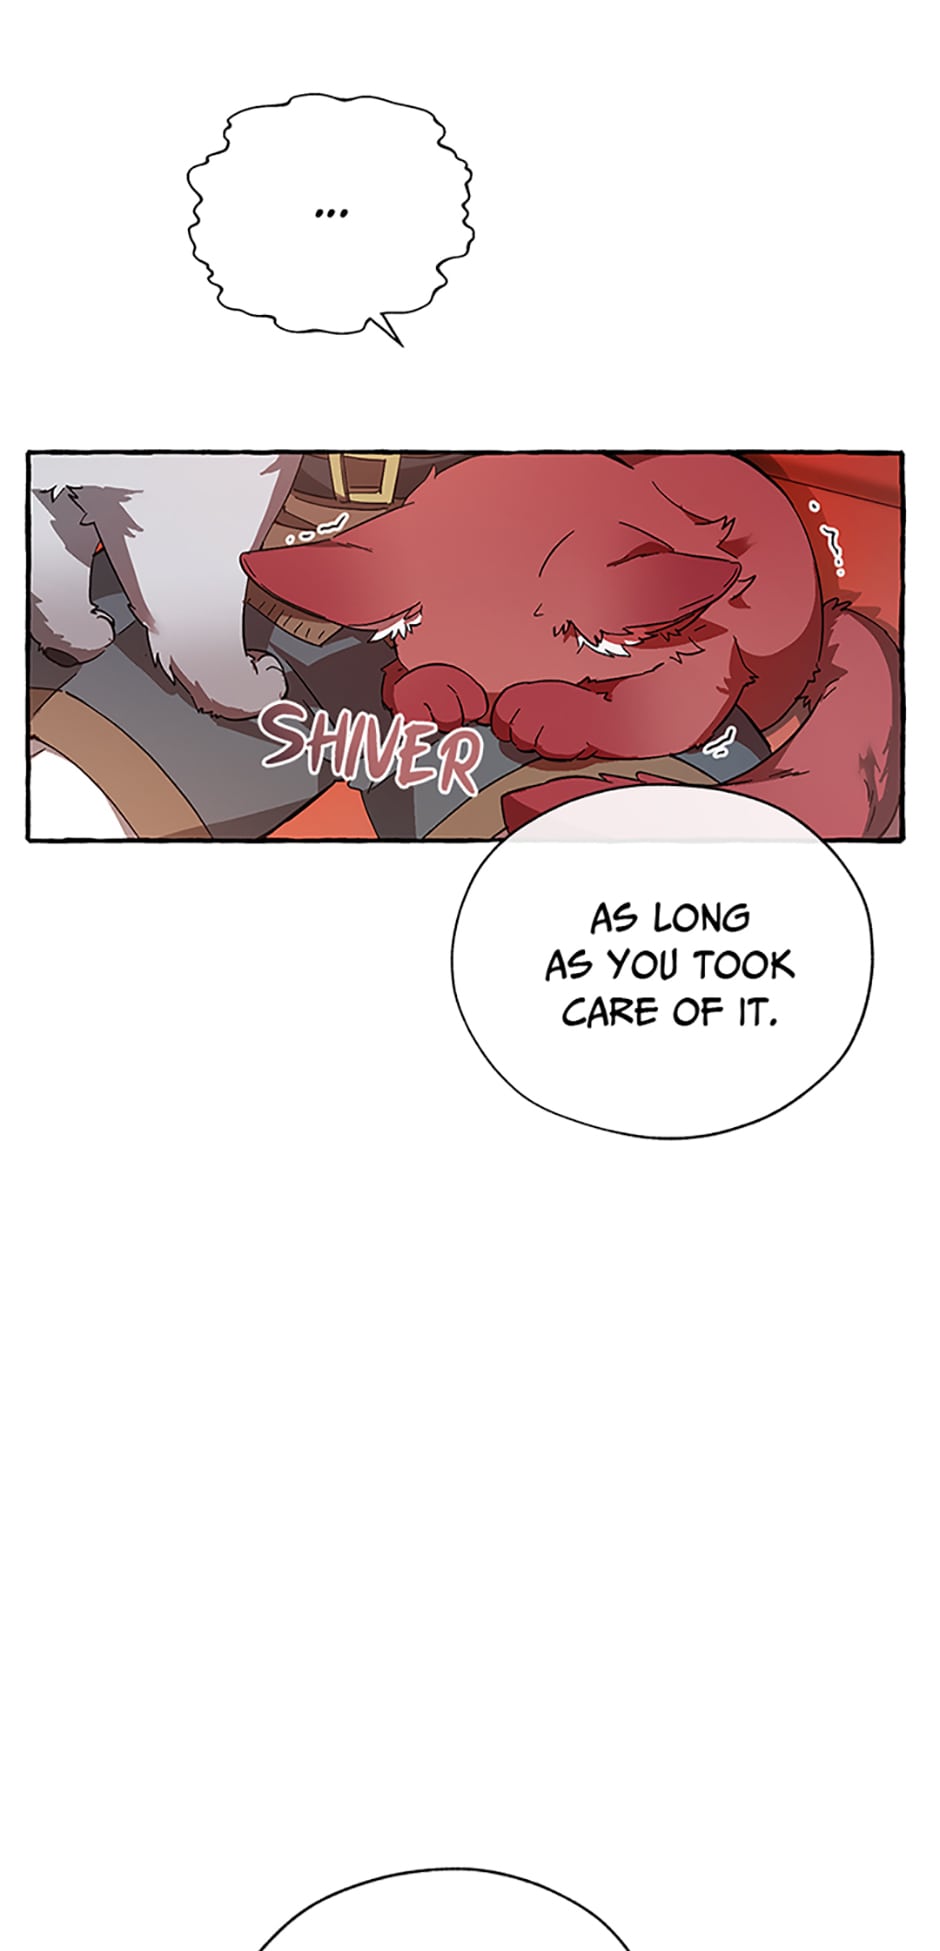 ...
SHIVER
AS LONG
AS YOU TOOK
CARE OF IT.